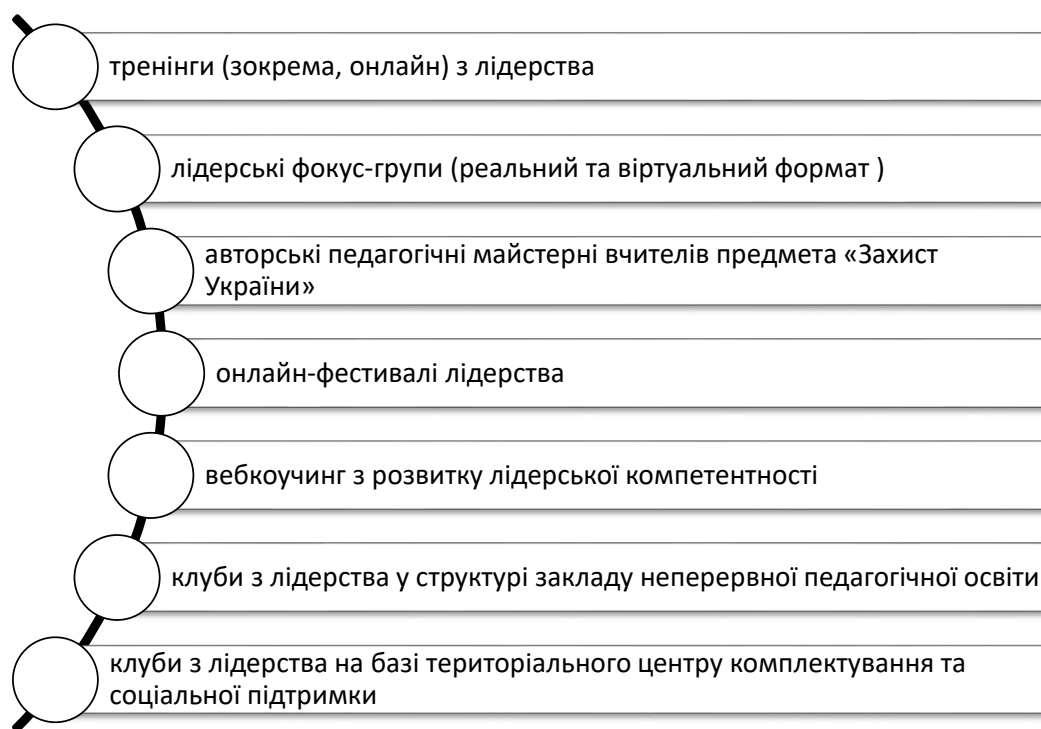 тренінги (зокрема, онлайн) з лідерства
лідерські фокус-групи (реальний та віртуальний формат )
авторські педагогічні майстерні вчителів предмета «Захист
України»
онлайн-фестивалі лідерства
вебкоучинг з розвитку лідерської компетентності
клуби з лідерства у структурі закладу неперервної педагогічної освіти
клуби з лідерства на базі територіального центру комплектування та
соціальної підтримки